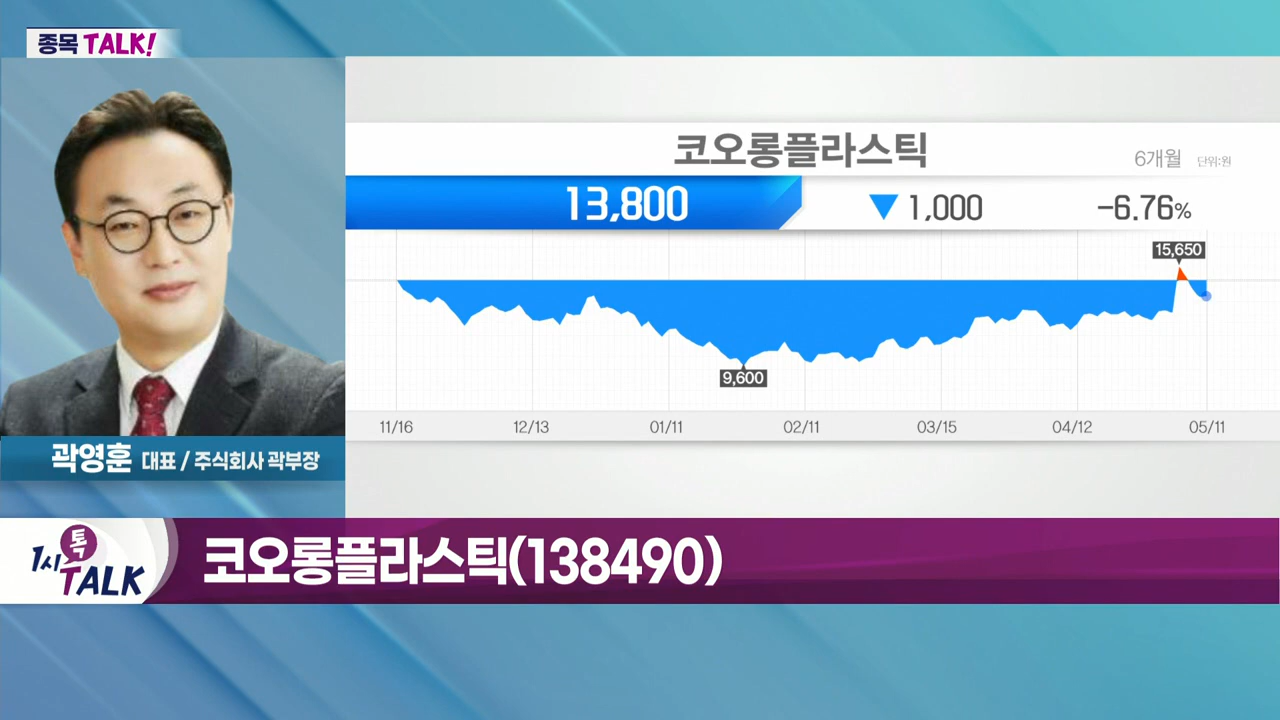 종목 TALK!
코오롱플라스틱
6개월 단위:원
13,800 ▼1,000 -6.76%
15,650
9,600
11/16 12/13 01/11 02/11 03/15 04/12 05/11
곽영훈 대표 / 주식회사 곽부장
1시 톡 TALK
코오롱플라스틱(138490)